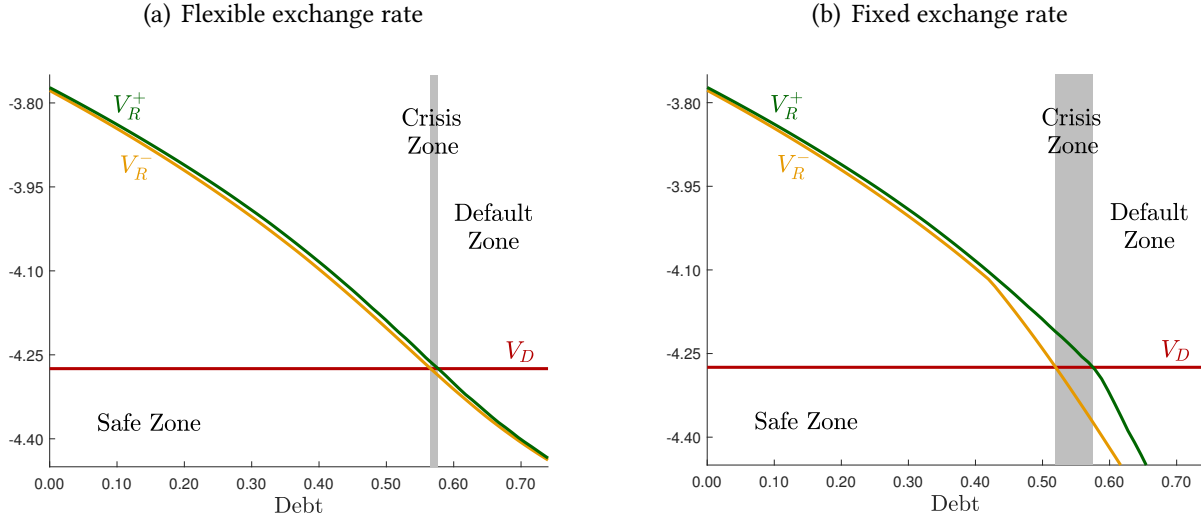 (a) Flexible exchange rate
-3.80
-3.95
-4.10
-4.25
-4.40
V_R^+
V_R^-
Crisis
Zone
Default
Zone
V_D
Safe Zone
0.00 0.10 0.20 0.30 0.40 0.50 0.60 0.70
Debt
(b) Fixed exchange rate
-3.80
-3.95
-4.10
-4.25
-4.40
V_R^+
V_R^-
Crisis
Zone
Default
Zone
V_D
Safe Zone
0.00 0.10 0.20 0.30 0.40 0.50 0.60 0.70
Debt